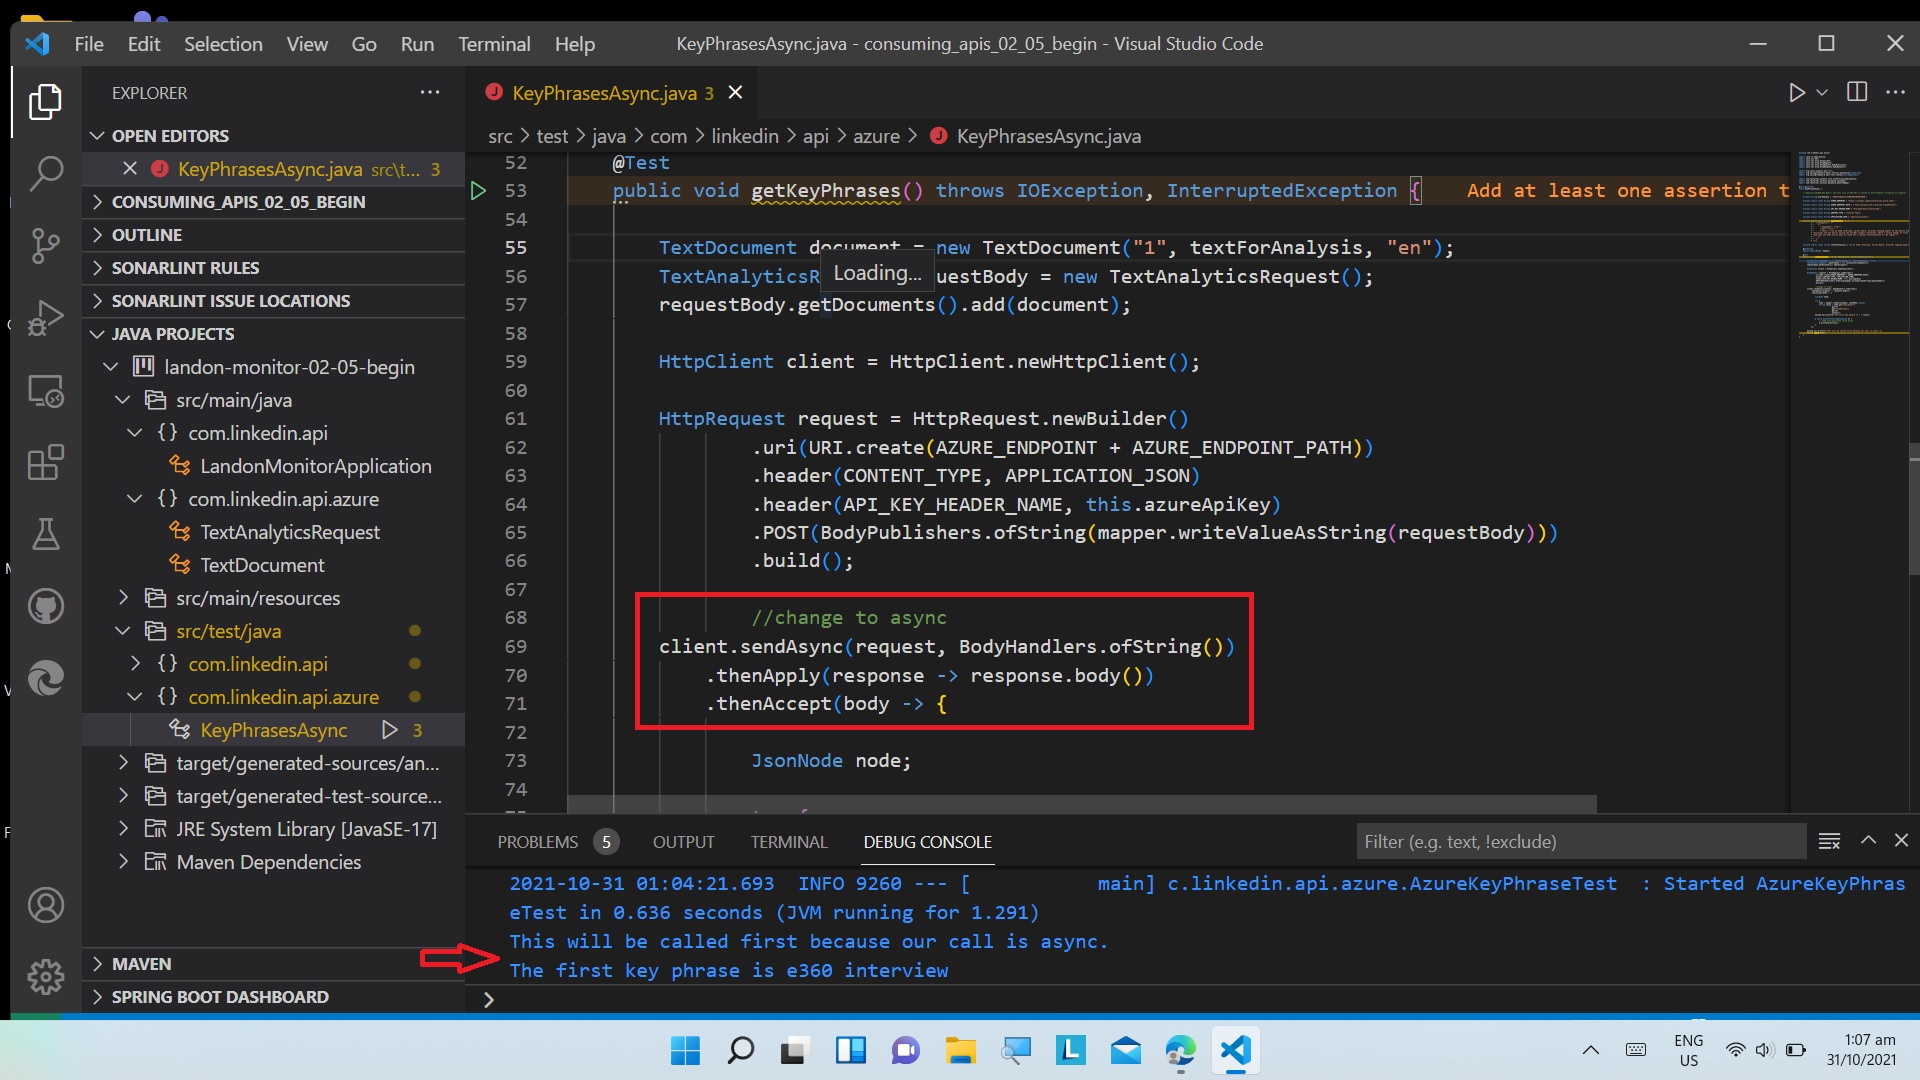 File Edit Selection View Go Run Terminal Help
KeyPhrasesAsync.java - consuming_apis_02_05_begin - Visual Studio Code
EXPLORER
OPEN EDITORS
KeyPhrasesAsync.java src\t... 3
CONSUMING_APIS_02_05_BEGIN
OUTLINE
SONARLINT RULES
SONARLINT ISSUE LOCATIONS
JAVA PROJECTS
landon-monitor-02-05-begin
src/main/java
{} com.linkedin.api
LandonMonitorApplication
{} com.linkedin.api.azure
TextAnalyticsRequest
TextDocument
src/main/resources
src/test/java
{} com.linkedin.api
{} com.linkedin.api.azure
KeyPhrasesAsync 3
target/generated-sources/an...
target/generated-test-source...
JRE System Library [JavaSE-17]
Maven Dependencies
MAVEN
SPRING BOOT DASHBOARD
J KeyPhrasesAsync.java 3
src > test > java > com > linkedin > api > azure > J KeyPhrasesAsync.java
52 @Test
53 public void getKeyPhrases() throws IOException, InterruptedException { Add at least one assertion t
54
55 TextDocument document = new TextDocument("1", textForAnalysis, "en");
56 TextAnalyticsR Loading... uestBody = new TextAnalyticsRequest();
57 requestBody.getDocuments().add(document);
58
59 HttpClient client = HttpClient.newHttpClient();
60
61 HttpRequest request = HttpRequest.newBuilder()
62 .uri(URI.create(AZURE_ENDPOINT + AZURE_ENDPOINT_PATH))
63 .header(CONTENT_TYPE, APPLICATION_JSON)
64 .header(API_KEY_HEADER_NAME, this.azureApiKey)
65 .POST(BodyPublishers.ofString(mapper.writeValueAsString(requestBody)))
66 .build();
67
68 //change to async
69 client.sendAsync(request, BodyHandlers.ofString())
70 .thenApply(response -> response.body())
71 .thenAccept(body -> {
72
73 JsonNode node;
74
PROBLEMS 5 OUTPUT TERMINAL DEBUG CONSOLE
Filter (e.g. text, !exclude)
2021-10-31 01:04:21.693 INFO 9260 --- [ main] c.linkedin.api.azure.AzureKeyPhraseTest : Started AzureKeyPhras
eTest in 0.636 seconds (JVM running for 1.291)
This will be called first because our call is async.
The first key phrase is e360 interview
>
L
ENG
US
1:07 am
31/10/2021